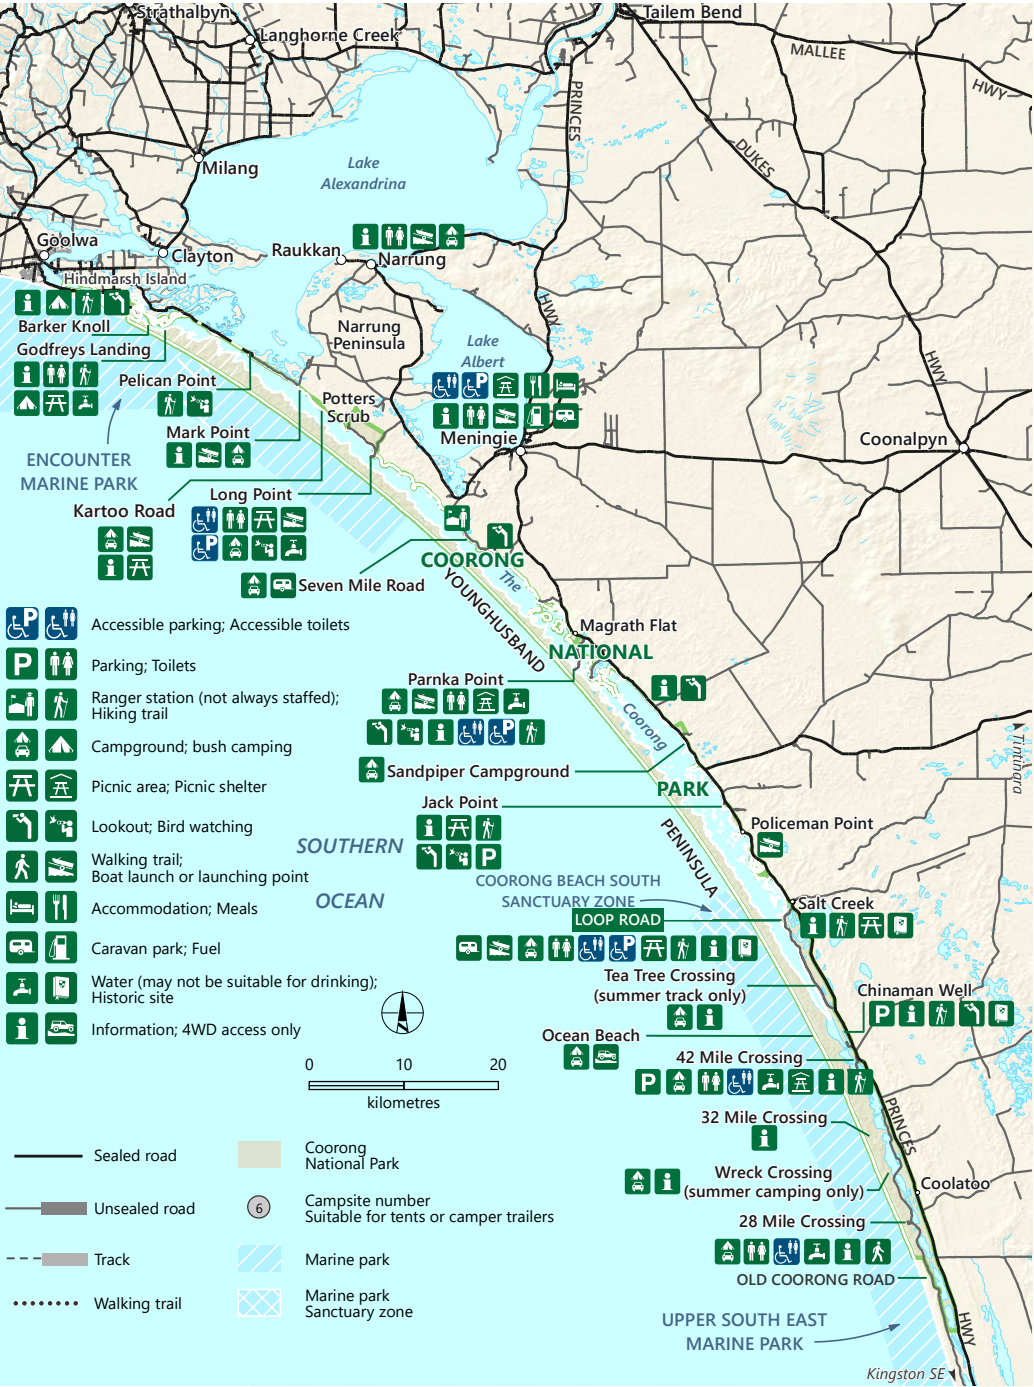 Strathalbyn
Langhorne Creek
Tailem Bend
MALLEE
HWY
PRINCES
DUKES
Milang
Lake
Alexandrina
Goolwa
Clayton
Raukkan
Narrung
Hindmarsh Island
HWY
Barker Knoll
Godfreys Landing
Narrung
Peninsula
Lake
Albert
HWY
Pelican Point
Potters
Scrub
Mark Point
Meningie
Coonalpyn
ENCOUNTER
MARINE PARK
Long Point
Kartoo Road
COORONG
Seven Mile Road
The
YOUNGHUSBAND
Accessible parking; Accessible toilets
Magrath Flat
NATIONAL
P
Parking; Toilets
Parnka Point
Ranger station (not always staffed);
Hiking trail
Coorong
Campground; bush camping
Tintinara
Sandpiper Campground
Picnic area; Picnic shelter
PARK
Jack Point
Lookout; Bird watching
Policeman Point
SOUTHERN
OCEAN
P
PENINSULA
Walking trail;
Boat launch or launching point
COORONG BEACH SOUTH
SANCTUARY ZONE
Accommodation; Meals
Salt Creek
LOOP ROAD
Caravan park; Fuel
Tea Tree Crossing
(summer track only)
Water (may not be suitable for drinking);
Historic site
Chinaman Well
P
Information; 4WD access only
Ocean Beach
42 Mile Crossing
P
0 10 20
kilometres
32 Mile Crossing
PRINCES
Sealed road
Coorong
National Park
Wreck Crossing
(summer camping only)
Coolatoo
Unsealed road
6
Campsite number
Suitable for tents or camper trailers
28 Mile Crossing
Track
Marine park
OLD COORONG ROAD
Walking trail
Marine park
Sanctuary zone
UPPER SOUTH EAST
MARINE PARK
HWY
Kingston SE